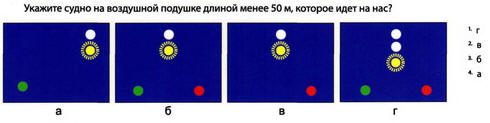 Укажите судно на воздушной подушке длиной менее 50 м, которое идет на нас?
1. г
2. в
3. б
4. а
а б в г